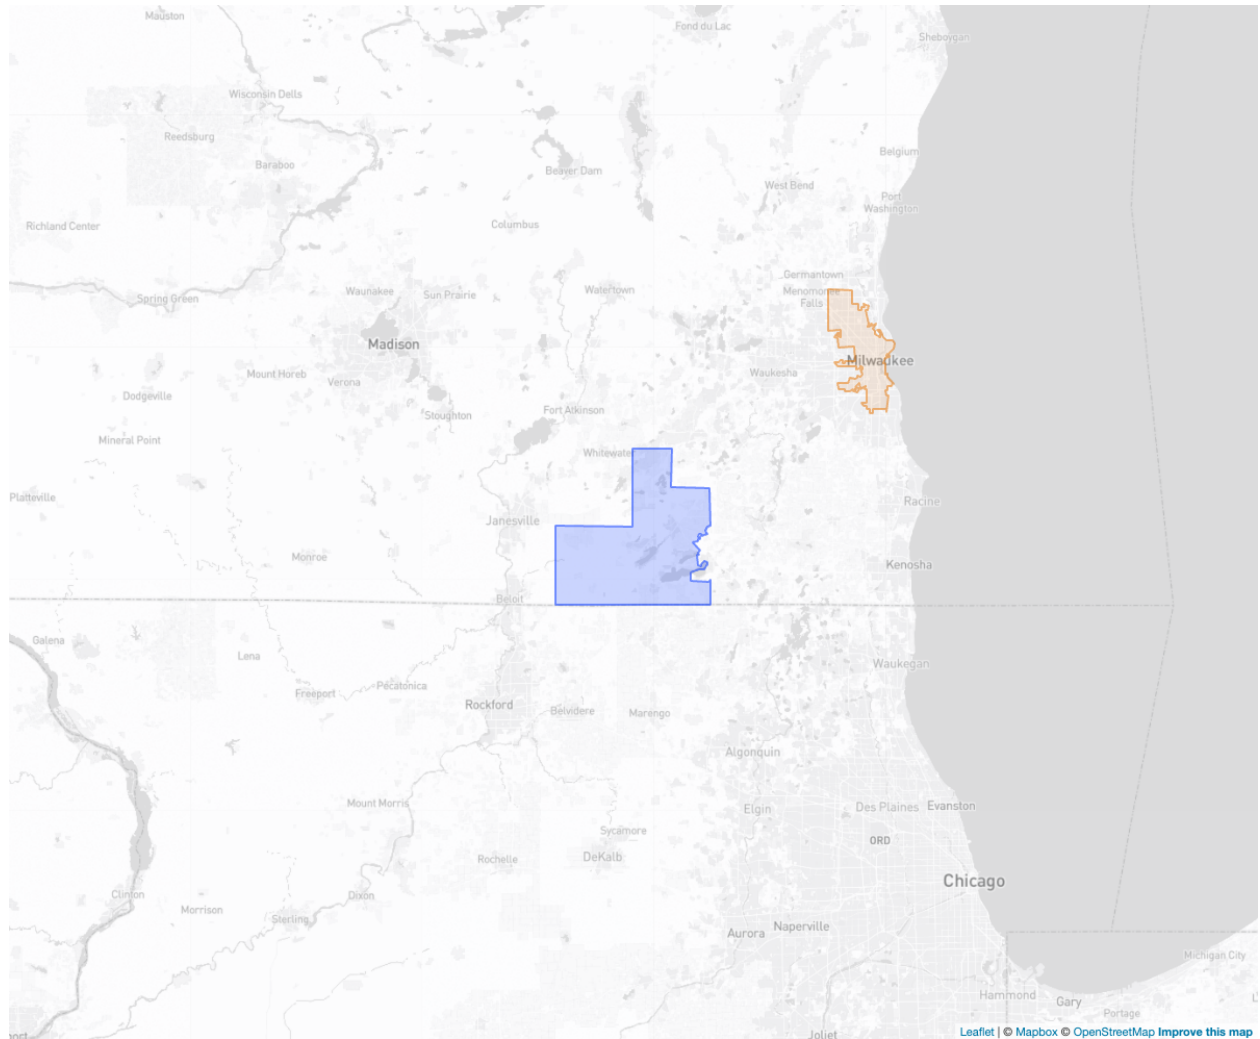 Mauston
Fond du Lac
Sheboygan
Wisconsin Dells
Reedsburg
Baraboo
Beaver Dam
Belgium
West Bend
Port
Washington
Richland Center
Columbus
Germantown
Menomonee
Falls
Waunakee
Sun Prairie
Watertown
Spring Green
Madison
Milwaukee
Waukesha
Mount Horeb
Verona
Dodgeville
Stoughton
Fort Atkinson
Mineral Point
Whitewater
Platteville
Racine
Janesville
Monroe
Kenosha
Beloit
Galena
Lena
Waukegan
Freeport
Pecatonica
Rockford
Belvidere
Marengo
Algonquin
Mount Morris
Elgin
Des Plaines
Evanston
Sycamore
ORD
Rochelle
DeKalb
Chicago
Clinton
Dixon
Morrison
Sterling
Aurora
Naperville
Michigan City
Hammond
Gary
Portage
Joliet
Leaflet | © Mapbox © OpenStreetMap Improve this map